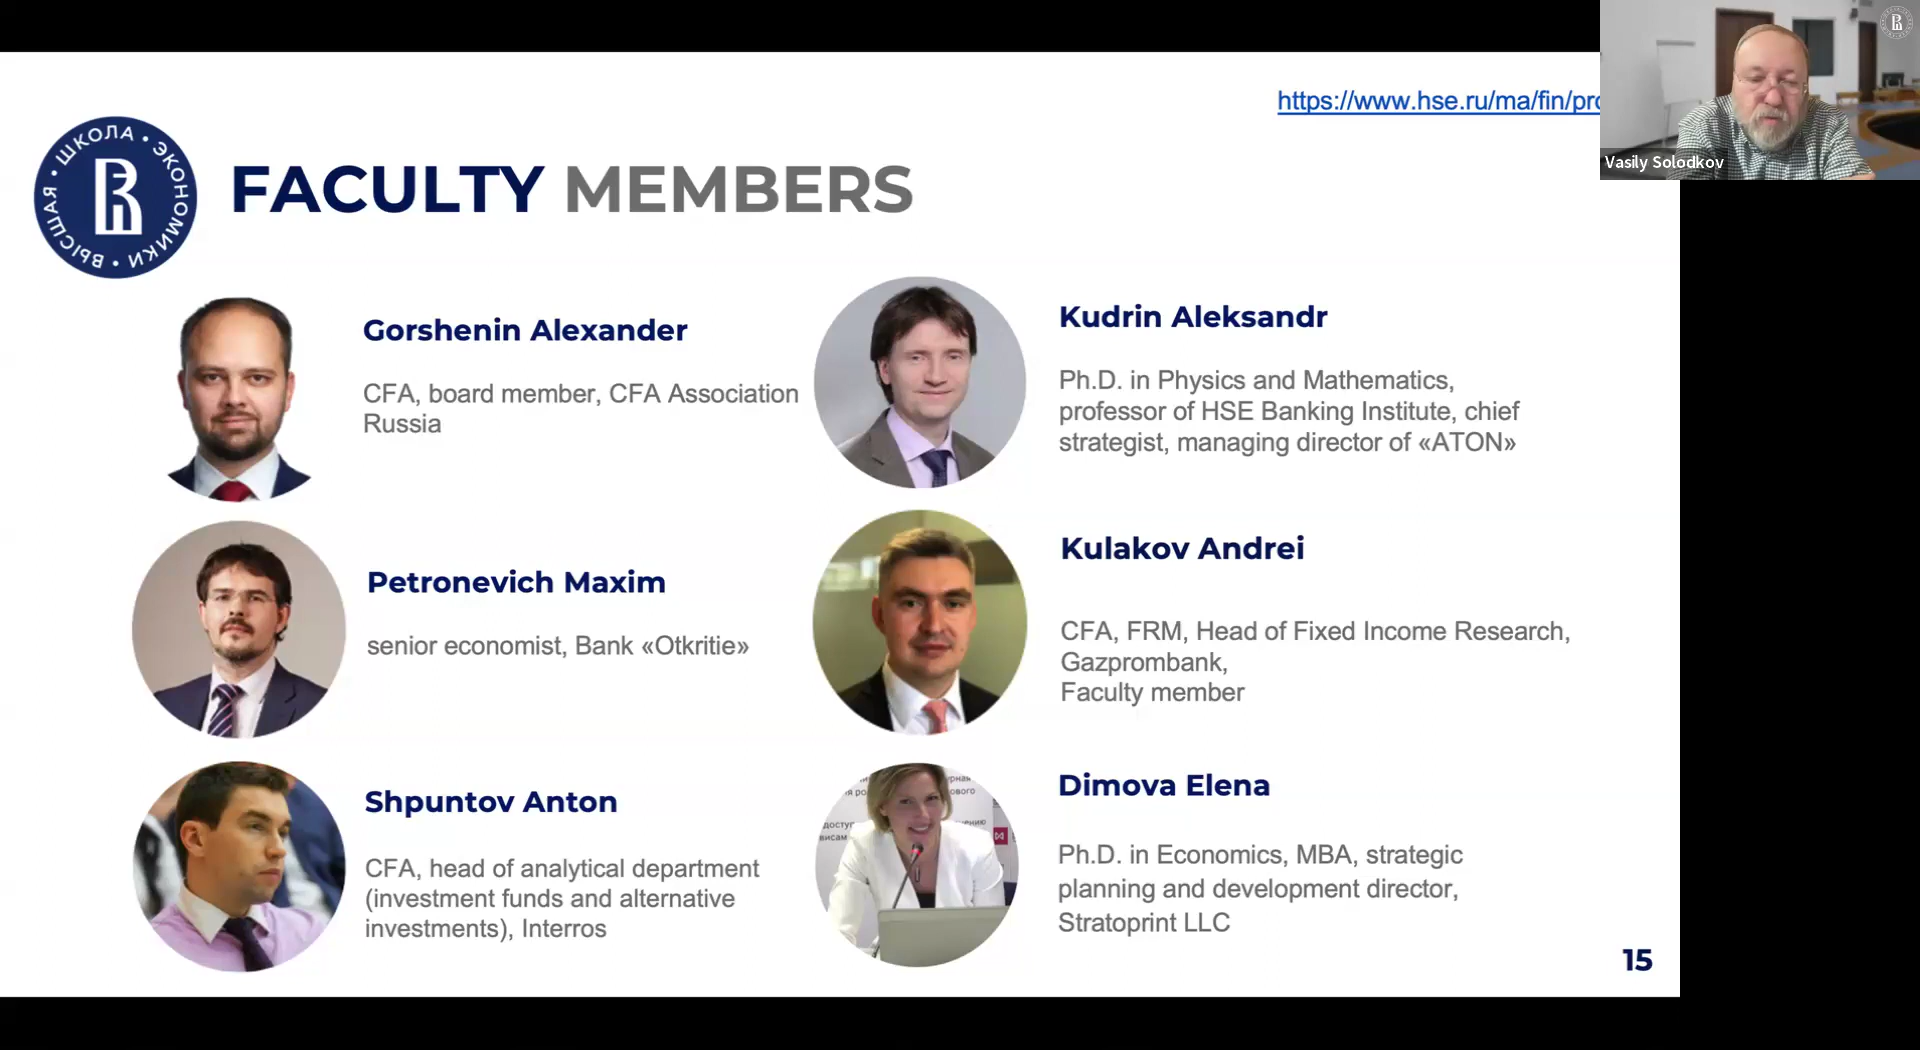 https://www.hse.ru/ma/fin/pro
Vasily Solodkov
ВЫСШАЯ • ШКОЛА • ЭКОНОМИКИ •
FACULTY MEMBERS
Gorshenin Alexander
CFA, board member, CFA Association
Russia
Kudrin Aleksandr
Ph.D. in Physics and Mathematics,
professor of HSE Banking Institute, chief
strategist, managing director of «ATON»
Petronevich Maxim
senior economist, Bank «Otkritie»
Kulakov Andrei
CFA, FRM, Head of Fixed Income Research,
Gazprombank,
Faculty member
Shpuntov Anton
CFA, head of analytical department
(investment funds and alternative
investments), Interros
Dimova Elena
Ph.D. in Economics, MBA, strategic
planning and development director,
Stratoprint LLC
15